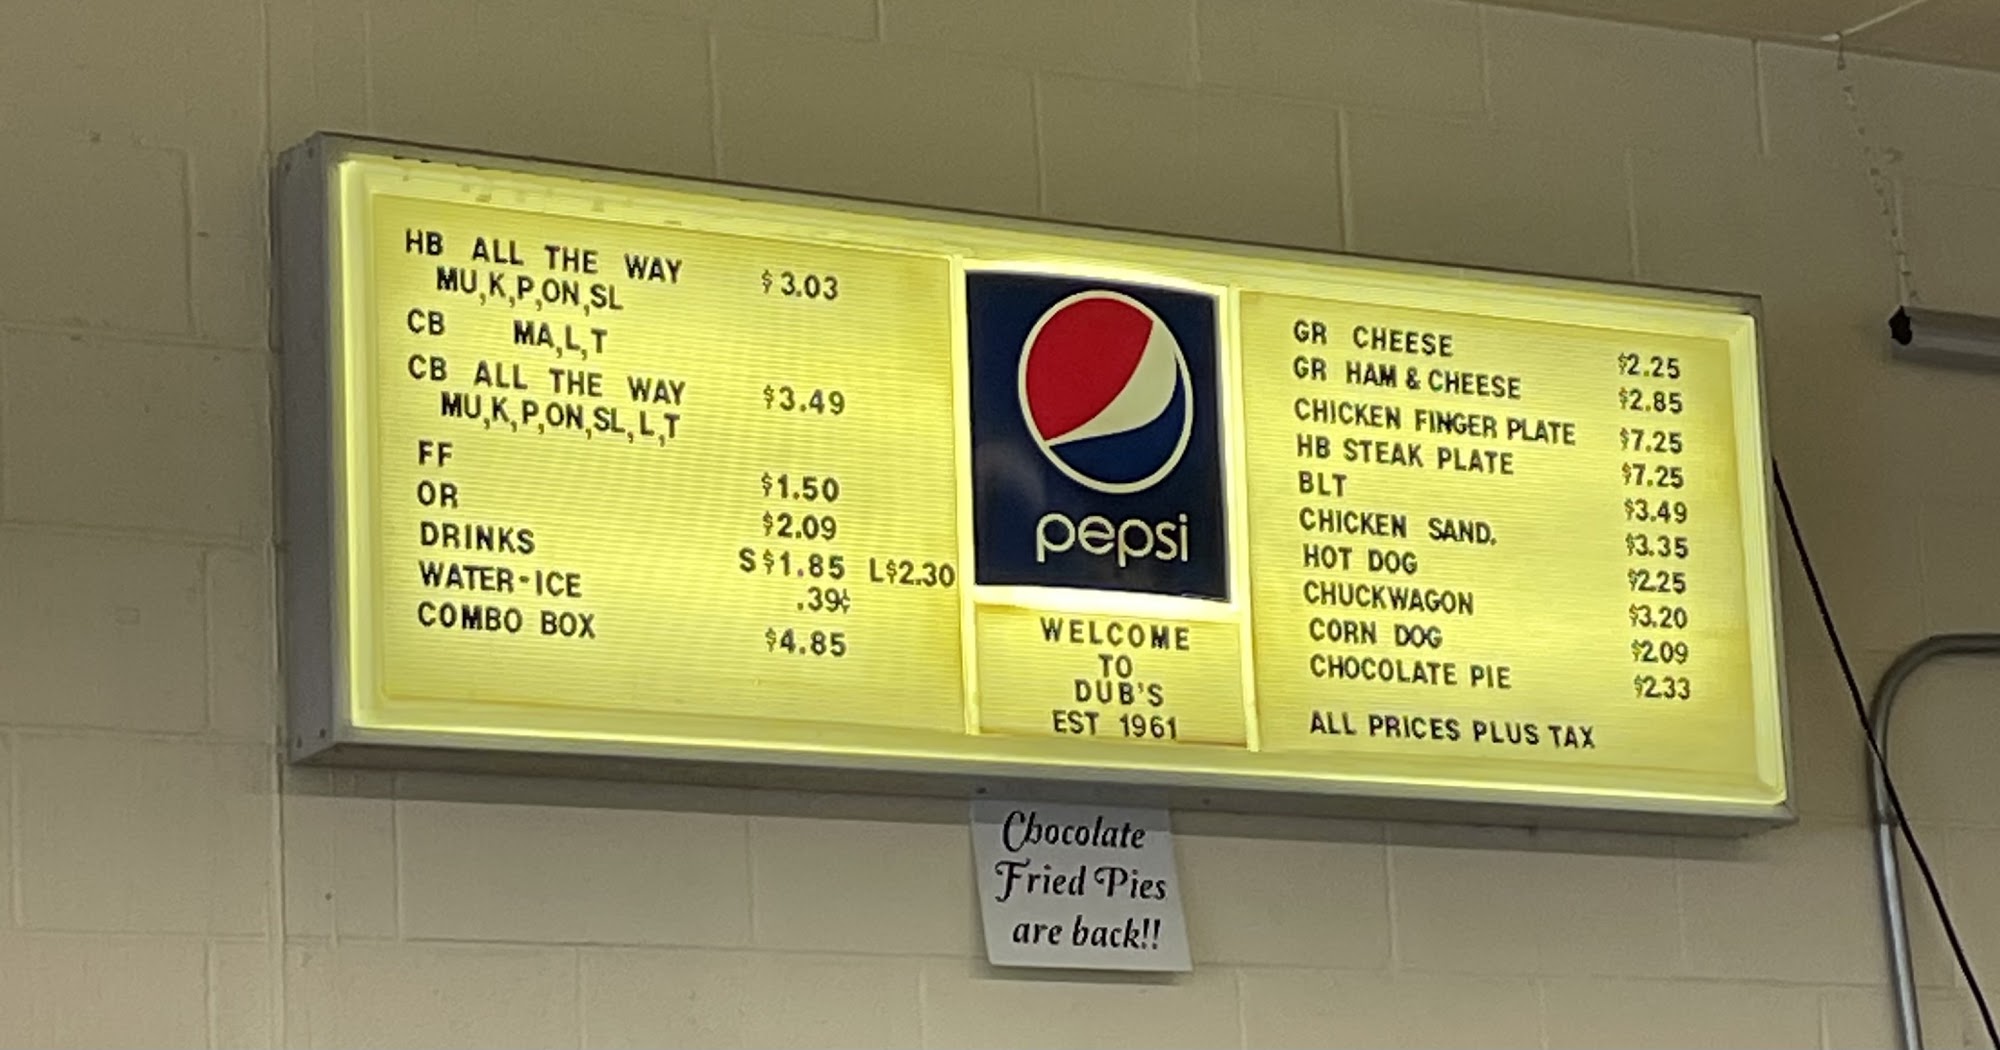 HB ALL THE WAY $3.03
MU,K,P,ON,SL
CB MA,L,T
CB ALL THE WAY $3.49
MU,K,P,ON,SL,L,T
FF $1.50
OR $2.09
DRINKS S$1.85 L$2.30
WATER-ICE .39¢
COMBO BOX $4.85
pepsi
WELCOME
TO
DUB'S
EST 1961
GR CHEESE $2.25
GR HAM & CHEESE $2.85
CHICKEN FINGER PLATE $7.25
HB STEAK PLATE $7.25
BLT $3.49
CHICKEN SAND. $3.35
HOT DOG $2.25
CHUCKWAGON $3.20
CORN DOG $2.09
CHOCOLATE PIE $2.33
ALL PRICES PLUS TAX
Chocolate
Fried Pies
are back!!